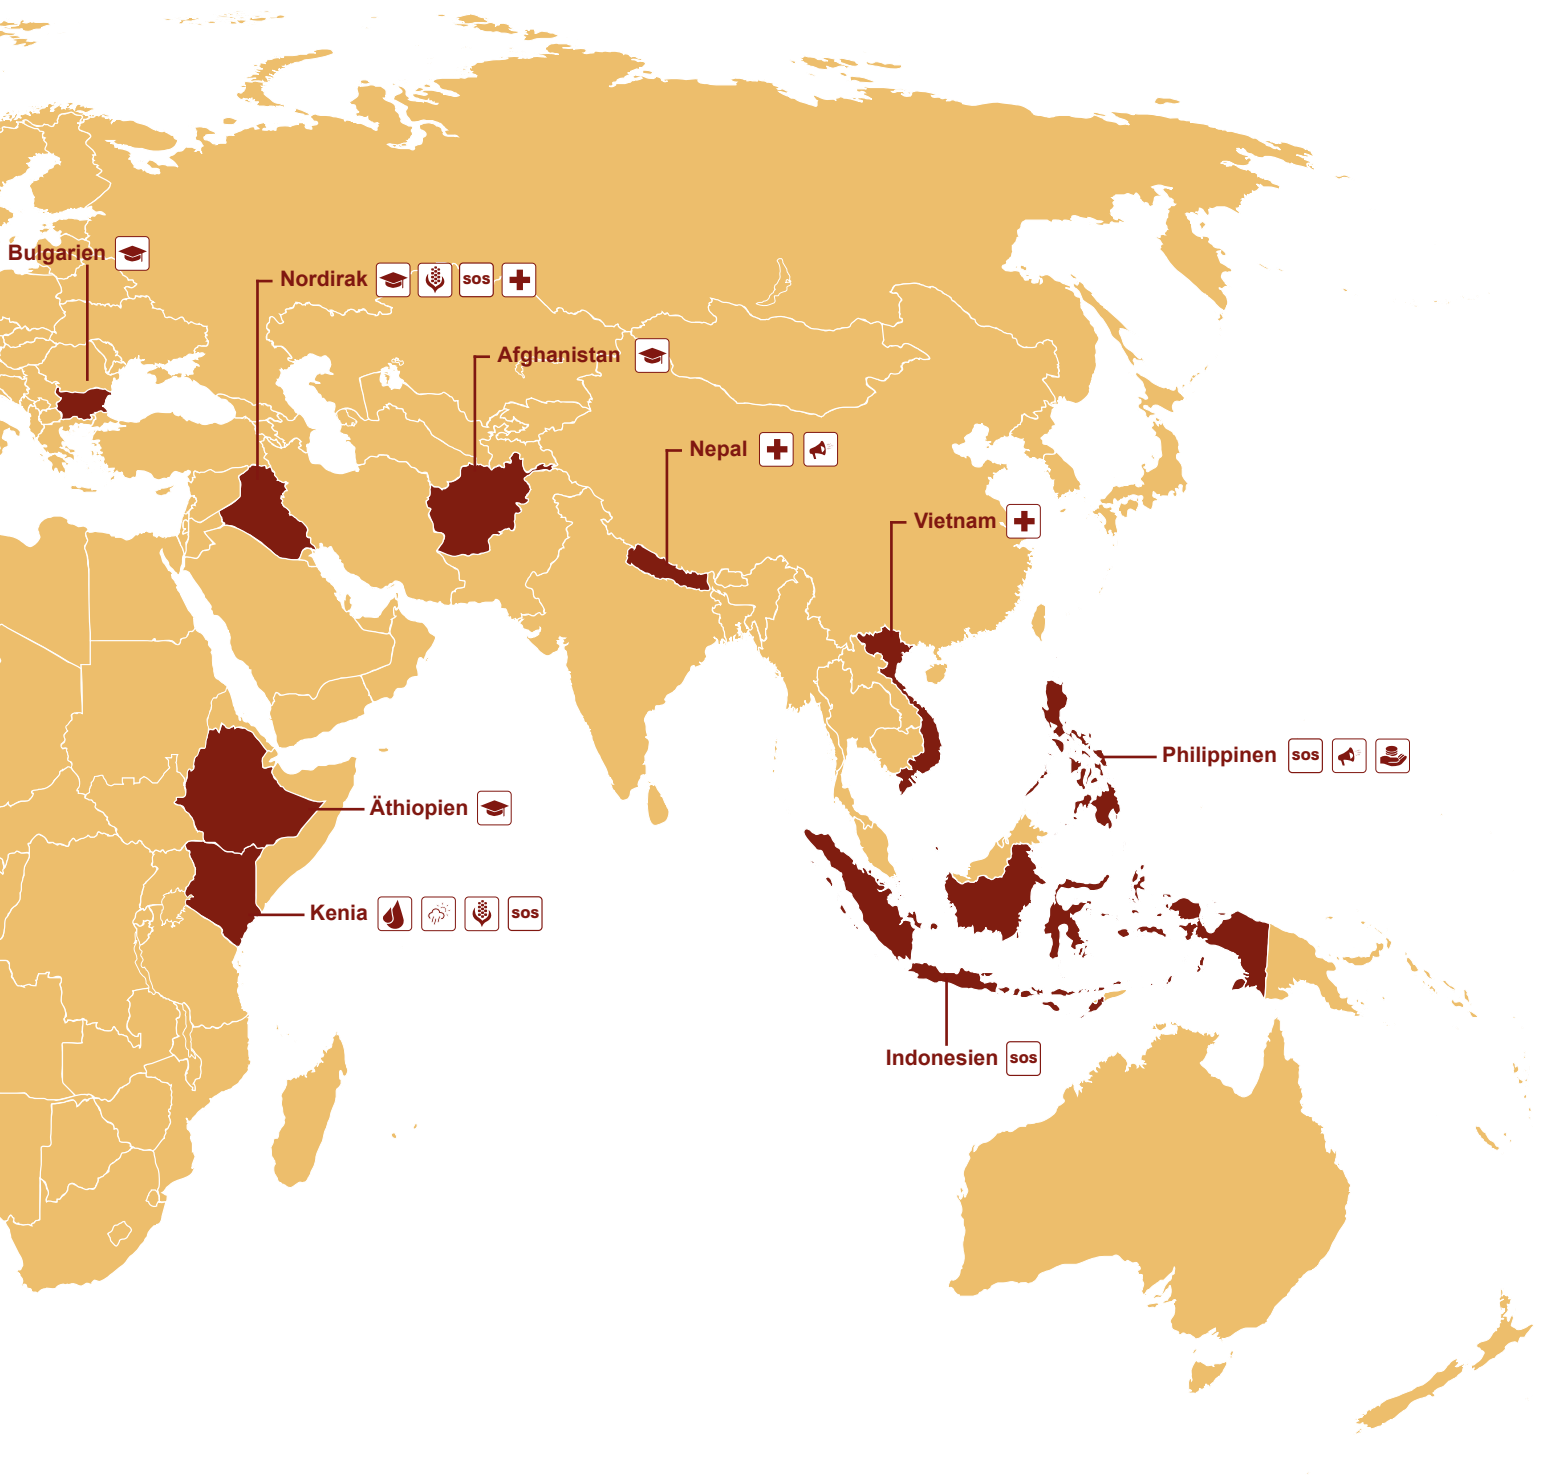 Bulgarien
Nordirak sos
Afghanistan
Nepal
Vietnam
Philippinen sos
Äthiopien
Kenia sos
Indonesien sos